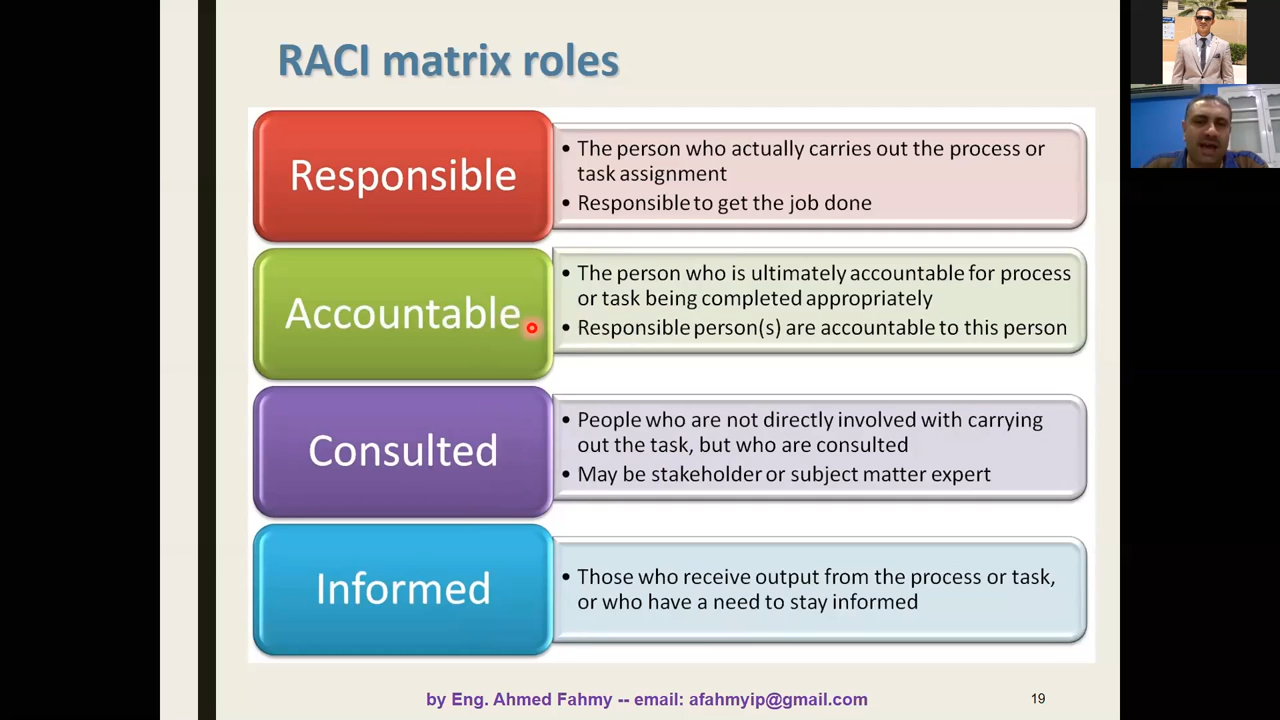 RACI matrix roles
Responsible
• The person who actually carries out the process or
task assignment
• Responsible to get the job done
Accountable
• The person who is ultimately accountable for process
or task being completed appropriately
• Responsible person(s) are accountable to this person
Consulted
• People who are not directly involved with carrying
out the task, but who are consulted
• May be stakeholder or subject matter expert
Informed
• Those who receive output from the process or task,
or who have a need to stay informed
by Eng. Ahmed Fahmy -- email: afahmyip@gmail.com
19